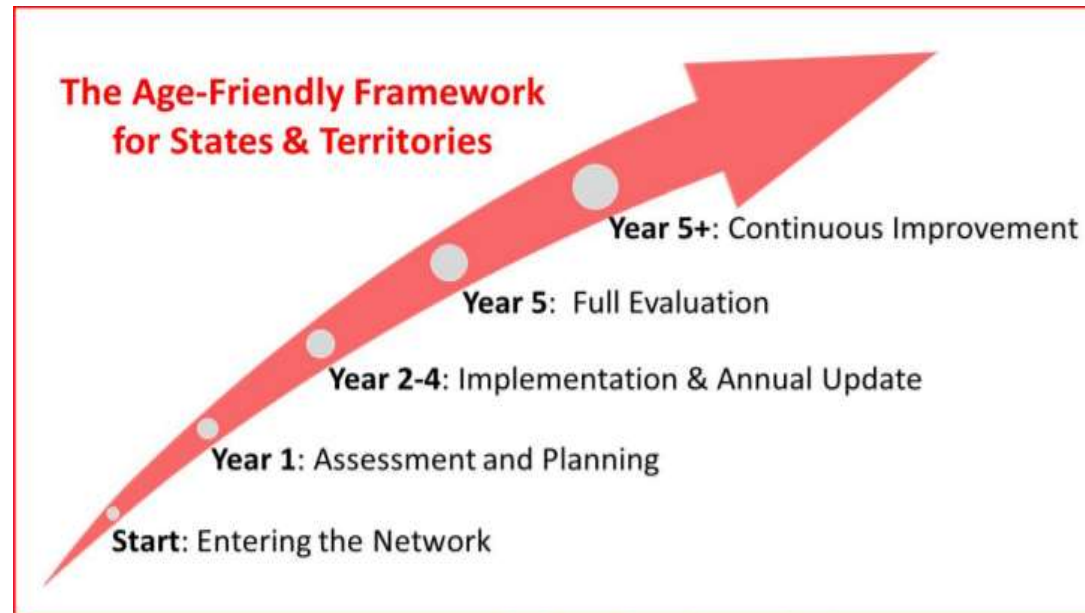 The Age-Friendly Framework
for States & Territories
Year 5+: Continuous Improvement
Year 5:  Full Evaluation
Year 2-4: Implementation & Annual Update
Year 1: Assessment and Planning
Start: Entering the Network